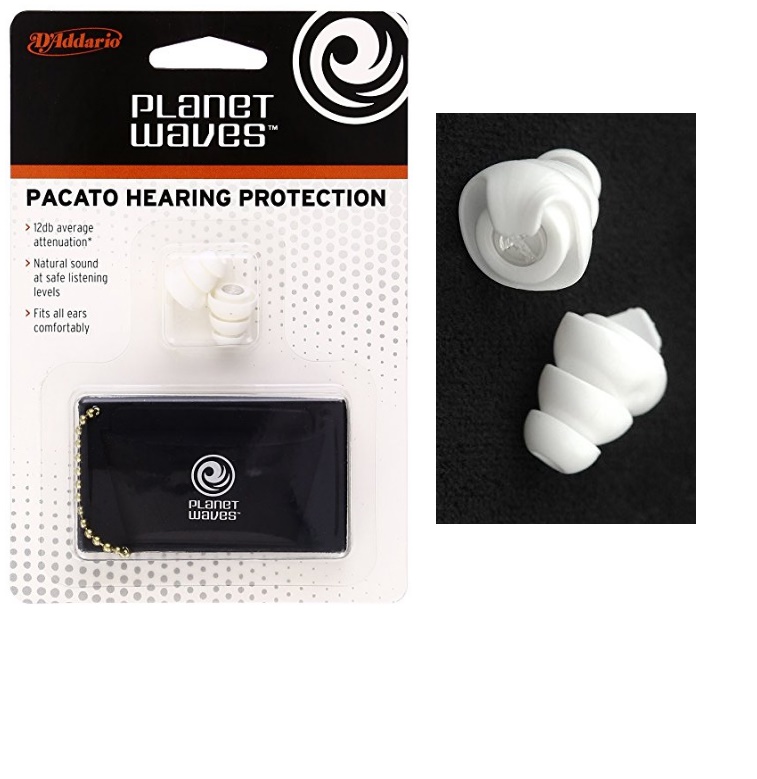 D'Addario
PLANET
WAVES™
PACATO HEARING PROTECTION
› 12db average
attenuation*
› Natural sound
at safe listening
levels
› Fits all ears
comfortably
PLANET
WAVES™